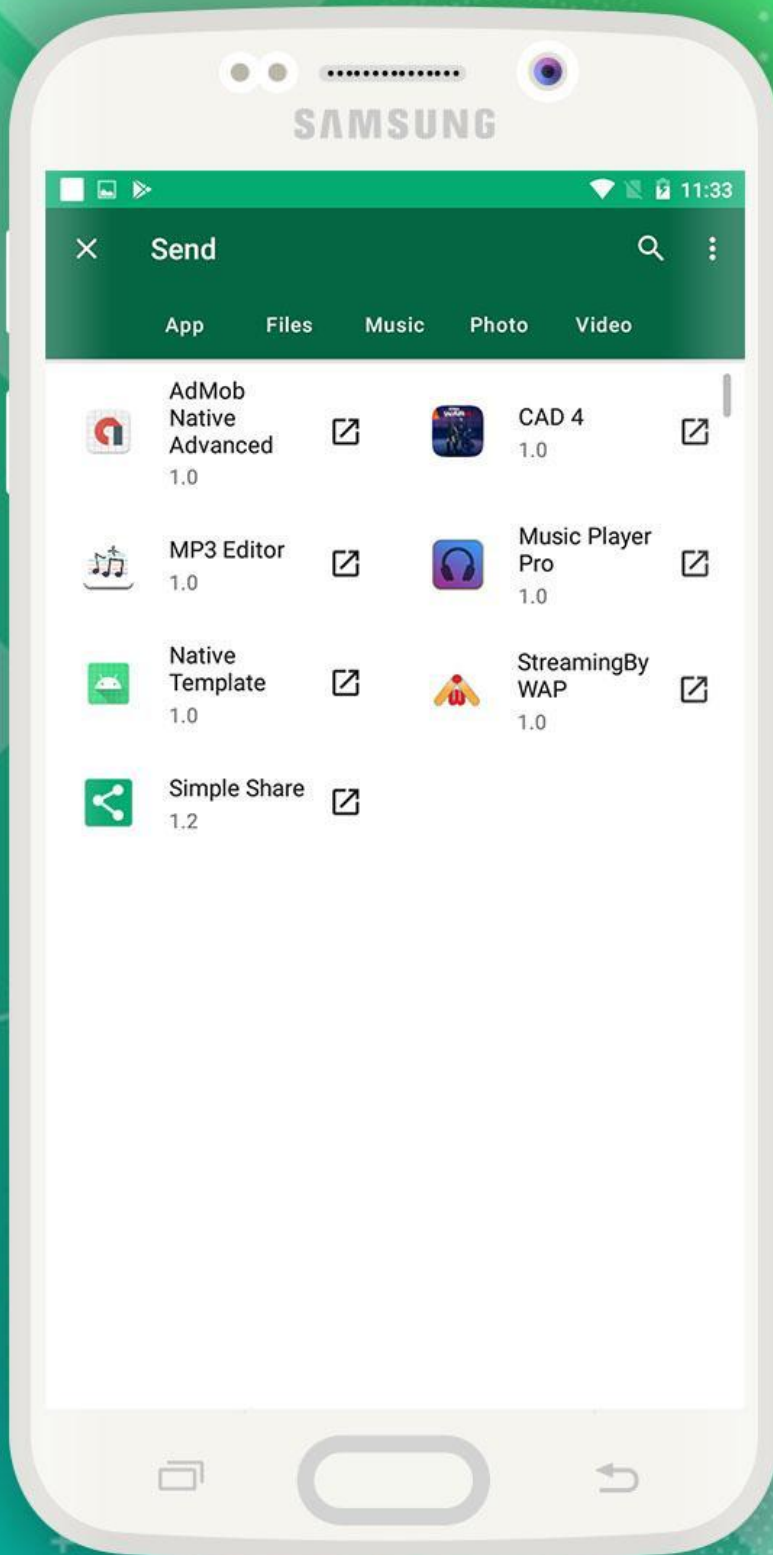 SAMSUNG
11:33
Send
App Files Music Photo Video
AdMob
Native
Advanced
1.0
CAD 4
1.0
MP3 Editor
1.0
Music Player
Pro
1.0
Native
Template
1.0
StreamingBy
WAP
1.0
Simple Share
1.2